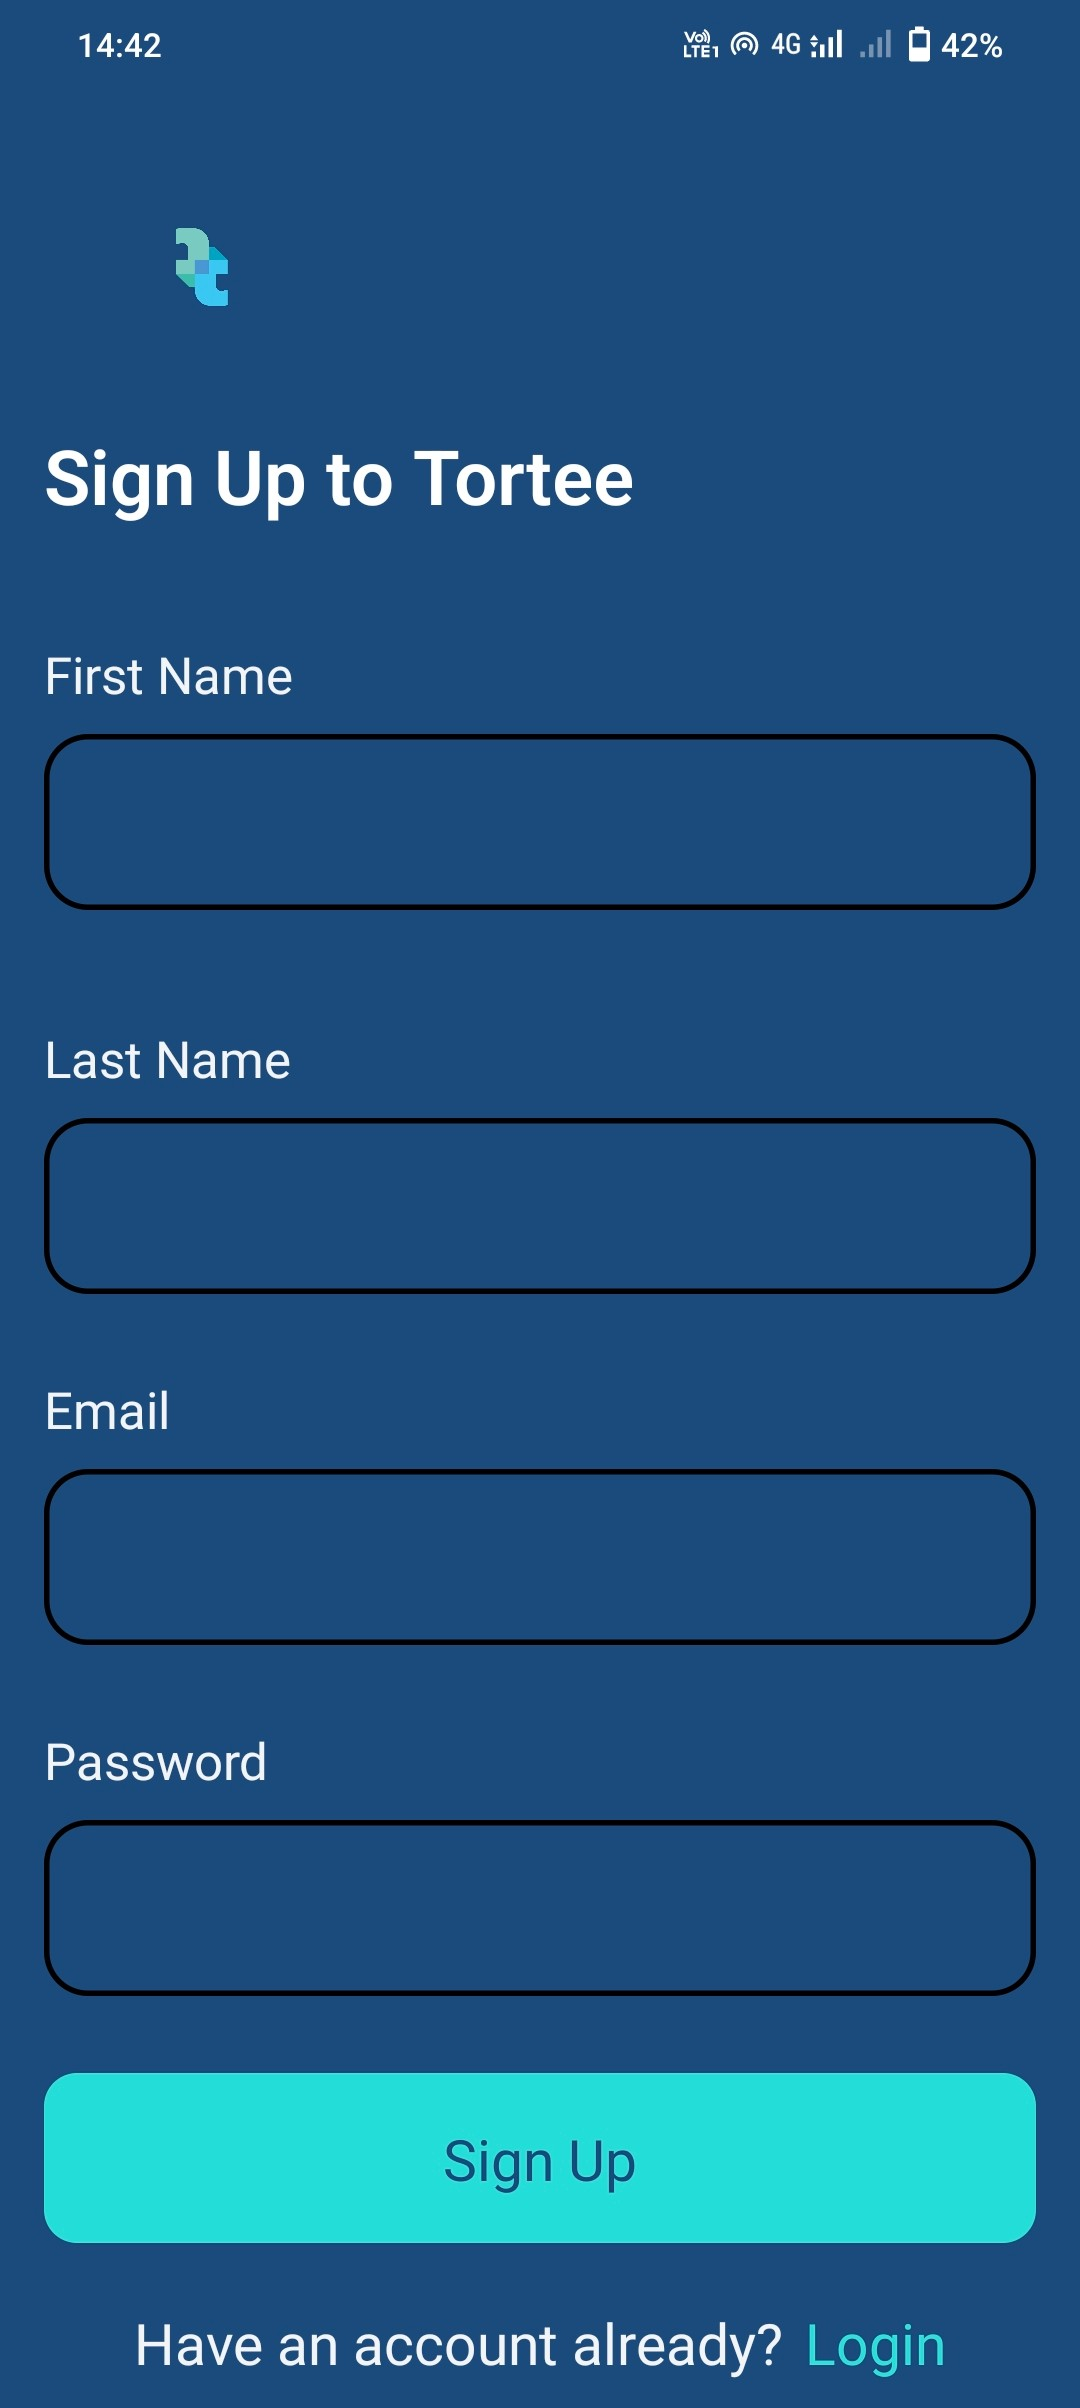 14:42 Vo) LTE1 4G 42%
Sign Up to Tortee
First Name
Last Name
Email
Password
Sign Up
Have an account already? Login